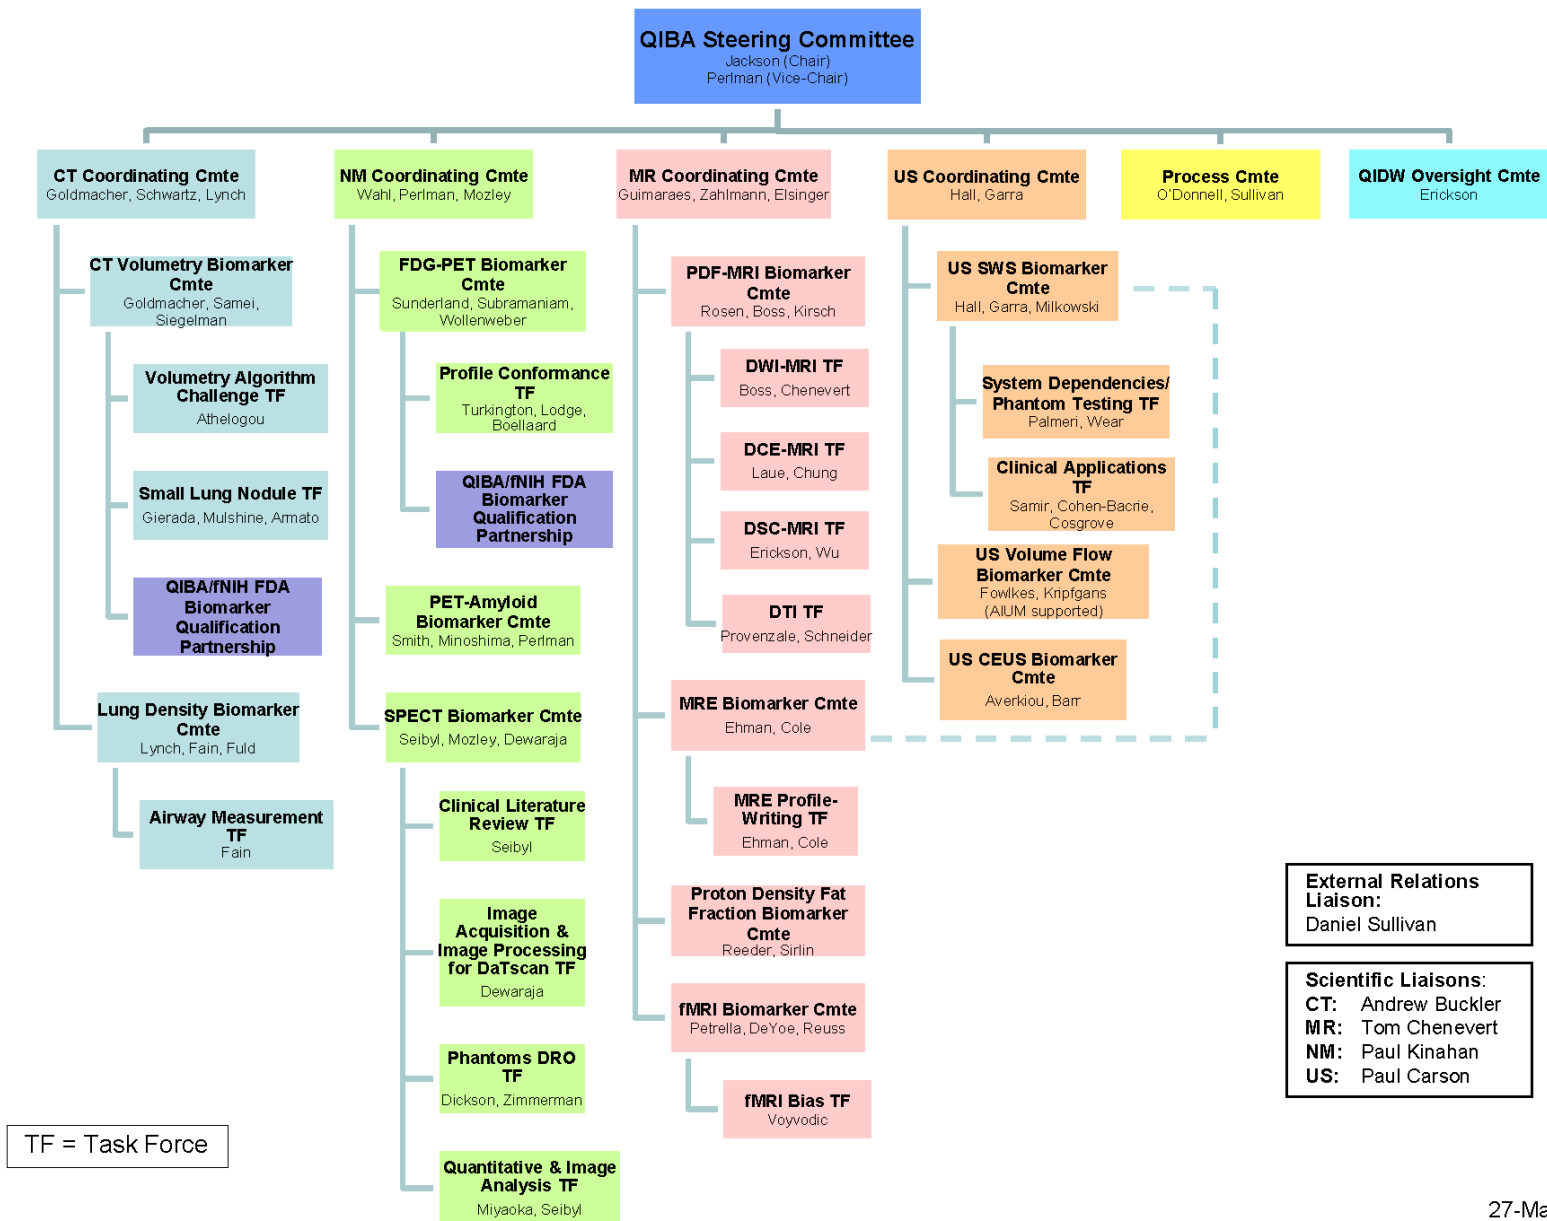 QIBA Steering Committee
Jackson (Chair)
Perlman (Vice-Chair)
CT Coordinating Cmte
Goldmacher, Schwartz, Lynch
NM Coordinating Cmte
Wahl, Perlman, Mozley
MR Coordinating Cmte
Guimaraes, Zahlmann, Elsinger
US Coordinating Cmte
Hall, Garra
Process Cmte
O'Donnell, Sullivan
QIDW Oversight Cmte
Erickson
CT Volumetry Biomarker
Cmte
Goldmacher, Samei,
Siegelman
Volumetry Algorithm
Challenge TF
Athelogou
Small Lung Nodule TF
Gierada, Mulshine, Armato
QIBA/fNIH FDA
Biomarker
Qualification
Partnership
Lung Density Biomarker
Cmte
Lynch, Fain, Fuld
Airway Measurement
TF
Fain
FDG-PET Biomarker
Cmte
Sunderland, Subramaniam,
Wollenweber
Profile Conformance
TF
Turkington, Lodge,
Boellaard
QIBA/fNIH FDA
Biomarker
Qualification
Partnership
PET-Amyloid
Biomarker Cmte
Smith, Minoshima, Perlman
SPECT Biomarker Cmte
Seibyl, Mozley, Dewaraja
Clinical Literature
Review TF
Seibyl
Image
Acquisition &
Image Processing
for DaTscan TF
Dewaraja
Phantoms DRO
TF
Dickson, Zimmerman
Quantitative & Image
Analysis TF
Miyaoka, Seibyl
PDF-MRI Biomarker
Cmte
Rosen, Boss, Kirsch
DWI-MRI TF
Boss, Chenevert
DCE-MRI TF
Laue, Chung
DSC-MRI TF
Erickson, Wu
DTI TF
Provenzale, Schneider
MRE Biomarker Cmte
Ehman, Cole
MRE Profile-
Writing TF
Ehman, Cole
Proton Density Fat
Fraction Biomarker
Cmte
Reeder, Sirlin
fMRI Biomarker Cmte
Petrella, DeYoe, Reuss
fMRI Bias TF
Voyvodic
US SWS Biomarker
Cmte
Hall, Garra, Milkowski
System Dependencies/
Phantom Testing TF
Palmeri, Wear
Clinical Applications
TF
Samir, Cohen-Bacrie,
Cosgrove
US Volume Flow
Biomarker Cmte
Fowlkes, Kripfgans
(AIUM supported)
US CEUS Biomarker
Cmte
Averkiou, Barr
External Relations
Liaison:
Daniel Sullivan
Scientific Liaisons:
CT: Andrew Buckler
MR: Tom Chenevert
NM: Paul Kinahan
US: Paul Carson
TF = Task Force
27-Ma